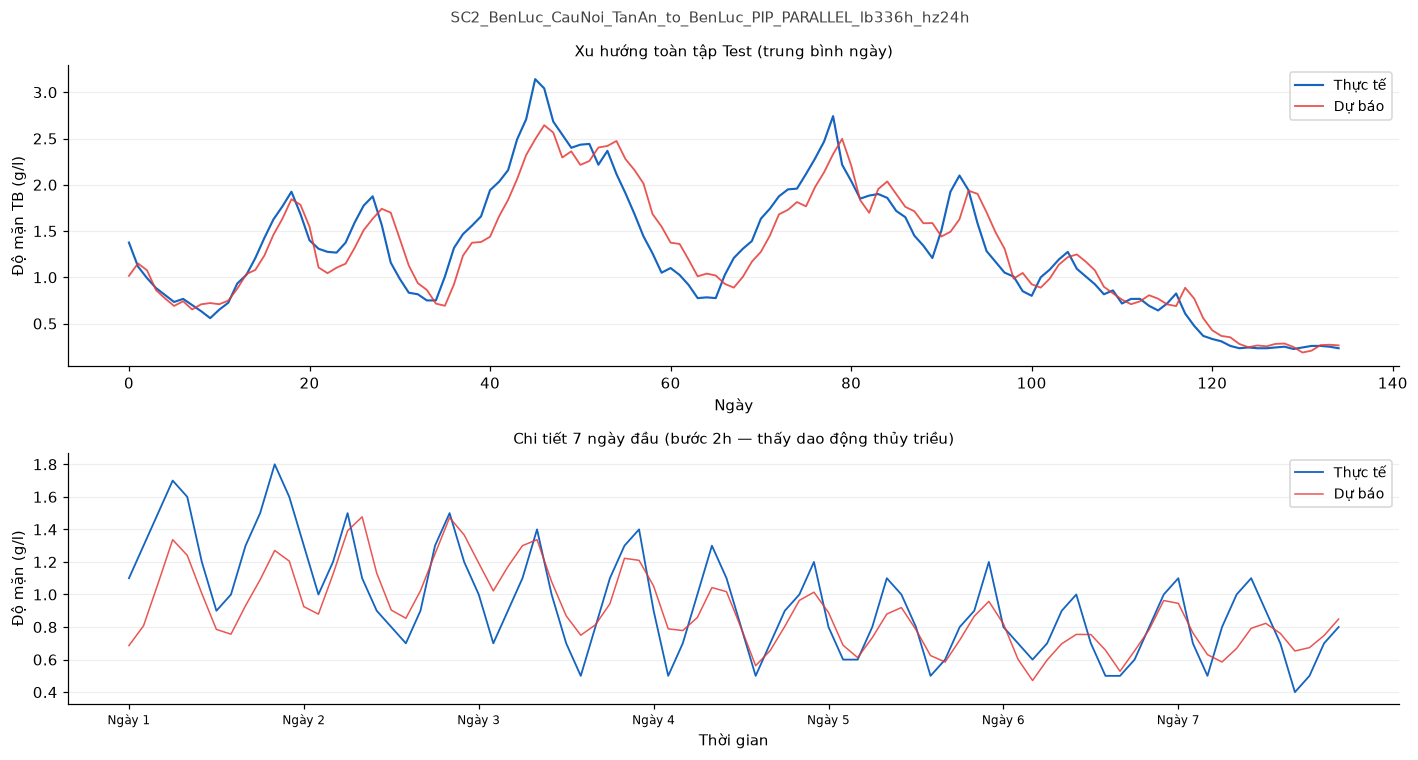 SC2_BenLuc_CauNoi_TanAn_to_BenLuc_PIP_PARALLEL_lb336h_hz24h
Xu hướng toàn tập Test (trung bình ngày)
Độ mặn TB (g/l)
3.0
2.5
2.0
1.5
1.0
0.5
Thực tế
Dự báo
0 20 40 60 80 100 120 140
Ngày
Chi tiết 7 ngày đầu (bước 2h — thấy dao động thủy triều)
Độ mặn (g/l)
1.8
1.6
1.4
1.2
1.0
0.8
0.6
0.4
Thực tế
Dự báo
Ngày 1 Ngày 2 Ngày 3 Ngày 4 Ngày 5 Ngày 6 Ngày 7
Thời gian